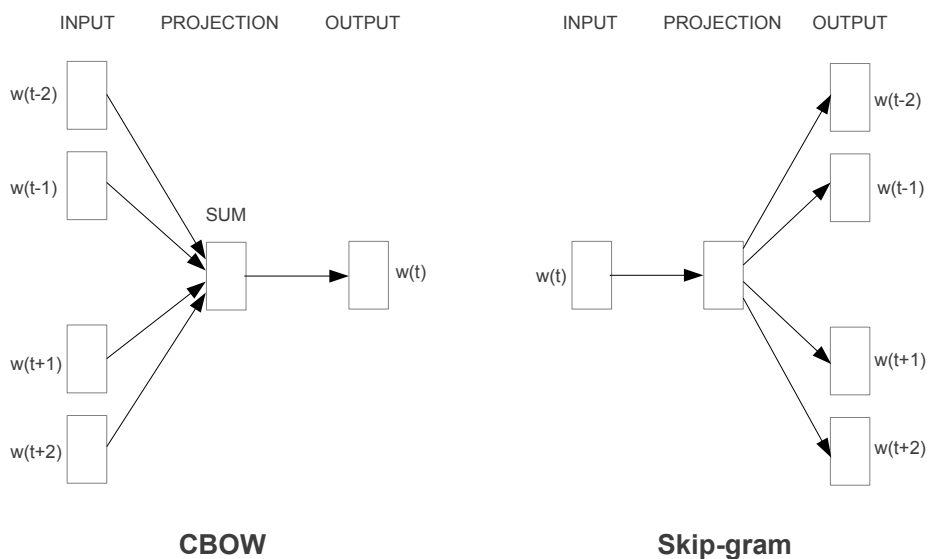 INPUT PROJECTION OUTPUT
w(t-2)
w(t-1)
SUM
w(t)
w(t+1)
w(t+2)
CBOW
INPUT PROJECTION OUTPUT
w(t-2)
w(t-1)
w(t)
w(t+1)
w(t+2)
Skip-gram